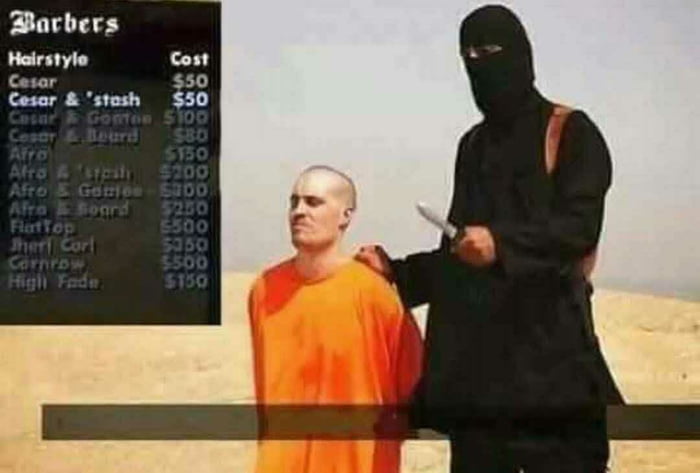 Barbers
Hairstyle Cost
Cesar $50
Cesar & 'stash $50
Cesar & Goatee $100
Cesar & Beard $80
Afro $150
Afro & 'stash $200
Afro & Goatee $300
Afro & Beard $250
FlatTop $500
Jheri Curl $350
Cornrow $500
High Fade $150